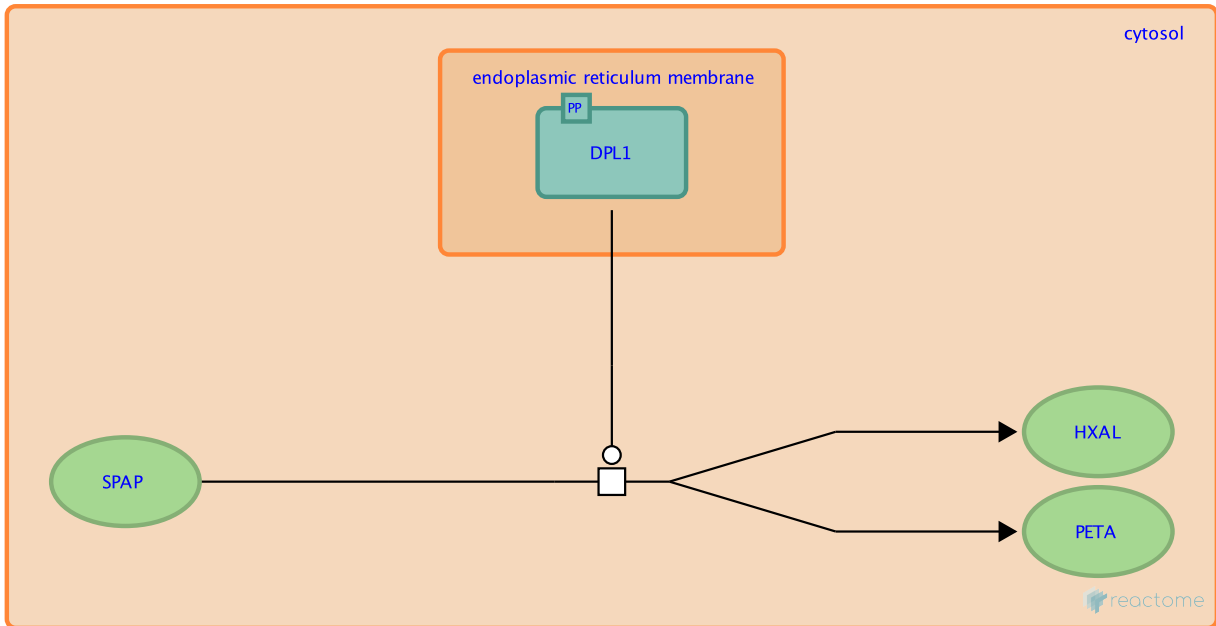 cytosol
endoplasmic reticulum membrane
PP
DPL1
HXAL
SPAP
PETA
reactome